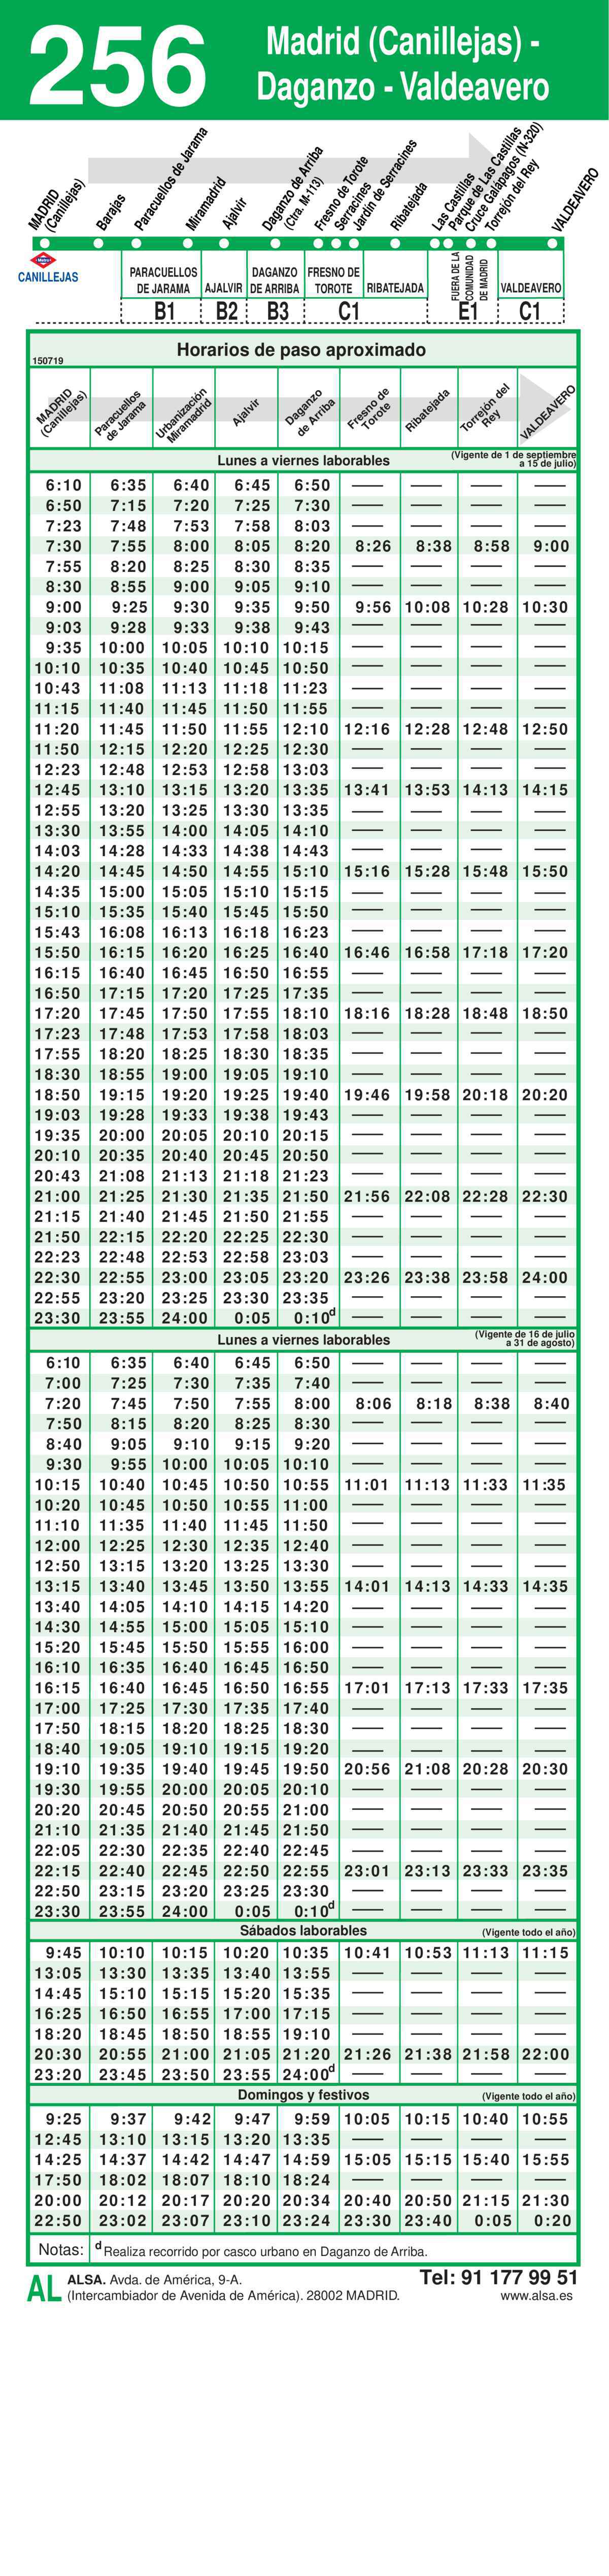 256
Madrid (Canillejas) -
Daganzo - Valdeavero
MADRID
(Canillejas)
Barajas
Paracuellos de Jarama
Miramadrid
Ajalvir
Daganzo de Arriba
(Ctra. M-113)
Fresno de Torote
Serracines
Jardín de Serracines
Ribatejada
Las Castillas
Parque de Las Castillas
Cruce Galápagos (N-320)
Torrejón del Rey
VALDEAVERO
Metro
CANILLEJAS
PARACUELLOS
DE JARAMA
AJALVIR
DAGANZO
DE ARRIBA
FRESNO DE
TOROTE
RIBATEJADA
FUERA DE LA
COMUNIDAD
DE MADRID
VALDEAVERO
B1 B2 B3 C1 E1 C1
Horarios de paso aproximado
150719
MADRID
(Canillejas)
Paracuellos
de Jarama
Urbanización
Miramadrid
Ajalvir
Daganzo
de Arriba
Fresno de
Torote
Ribatejada
Torrejón del
Rey
VALDEAVERO
Lunes a viernes laborables
(Vigente de 1 de septiembre
a 15 de julio)
6:10 6:35 6:40 6:45 6:50 — — — —
6:50 7:15 7:20 7:25 7:30 — — — —
7:23 7:48 7:53 7:58 8:03 — — — —
7:30 7:55 8:00 8:05 8:20 8:26 8:38 8:58 9:00
7:55 8:20 8:25 8:30 8:35 — — — —
8:30 8:55 9:00 9:05 9:10 — — — —
9:00 9:25 9:30 9:35 9:50 9:56 10:08 10:28 10:30
9:03 9:28 9:33 9:38 9:43 — — — —
9:35 10:00 10:05 10:10 10:15 — — — —
10:10 10:35 10:40 10:45 10:50 — — — —
10:43 11:08 11:13 11:18 11:23 — — — —
11:15 11:40 11:45 11:50 11:55 — — — —
11:20 11:45 11:50 11:55 12:10 12:16 12:28 12:48 12:50
11:50 12:15 12:20 12:25 12:30 — — — —
12:23 12:48 12:53 12:58 13:03 — — — —
12:45 13:10 13:15 13:20 13:35 13:41 13:53 14:13 14:15
12:55 13:20 13:25 13:30 13:35 — — — —
13:30 13:55 14:00 14:05 14:10 — — — —
14:03 14:28 14:33 14:38 14:43 — — — —
14:20 14:45 14:50 14:55 15:10 15:16 15:28 15:48 15:50
14:35 15:00 15:05 15:10 15:15 — — — —
15:10 15:35 15:40 15:45 15:50 — — — —
15:43 16:08 16:13 16:18 16:23 — — — —
15:50 16:15 16:20 16:25 16:40 16:46 16:58 17:18 17:20
16:15 16:40 16:45 16:50 16:55 — — — —
16:50 17:15 17:20 17:25 17:35 — — — —
17:20 17:45 17:50 17:55 18:10 18:16 18:28 18:48 18:50
17:23 17:48 17:53 17:58 18:03 — — — —
17:55 18:20 18:25 18:30 18:35 — — — —
18:30 18:55 19:00 19:05 19:10 — — — —
18:50 19:15 19:20 19:25 19:40 19:46 19:58 20:18 20:20
19:03 19:28 19:33 19:38 19:43 — — — —
19:35 20:00 20:05 20:10 20:15 — — — —
20:10 20:35 20:40 20:45 20:50 — — — —
20:43 21:08 21:13 21:18 21:23 — — — —
21:00 21:25 21:30 21:35 21:50 21:56 22:08 22:28 22:30
21:15 21:40 21:45 21:50 21:55 — — — —
21:50 22:15 22:20 22:25 22:30 — — — —
22:23 22:48 22:53 22:58 23:03 — — — —
22:30 22:55 23:00 23:05 23:20 23:26 23:38 23:58 24:00
22:55 23:20 23:25 23:30 23:35 — — — —
23:30 23:55 24:00 0:05 0:10d — — — —
Lunes a viernes laborables
(Vigente de 16 de julio
a 31 de agosto)
6:10 6:35 6:40 6:45 6:50 — — — —
7:00 7:25 7:30 7:35 7:40 — — — —
7:20 7:45 7:50 7:55 8:00 8:06 8:18 8:38 8:40
7:50 8:15 8:20 8:25 8:30 — — — —
8:40 9:05 9:10 9:15 9:20 — — — —
9:30 9:55 10:00 10:05 10:10 — — — —
10:15 10:40 10:45 10:50 10:55 11:01 11:13 11:33 11:35
10:20 10:45 10:50 10:55 11:00 — — — —
11:10 11:35 11:40 11:45 11:50 — — — —
12:00 12:25 12:30 12:35 12:40 — — — —
12:50 13:15 13:20 13:25 13:30 — — — —
13:15 13:40 13:45 13:50 13:55 14:01 14:13 14:33 14:35
13:40 14:05 14:10 14:15 14:20 — — — —
14:30 14:55 15:00 15:05 15:10 — — — —
15:20 15:45 15:50 15:55 16:00 — — — —
16:10 16:35 16:40 16:45 16:50 — — — —
16:15 16:40 16:45 16:50 16:55 17:01 17:13 17:33 17:35
17:00 17:25 17:30 17:35 17:40 — — — —
17:50 18:15 18:20 18:25 18:30 — — — —
18:40 19:05 19:10 19:15 19:20 — — — —
19:10 19:35 19:40 19:45 19:50 20:56 21:08 20:28 20:30
19:30 19:55 20:00 20:05 20:10 — — — —
20:20 20:45 20:50 20:55 21:00 — — — —
21:10 21:35 21:40 21:45 21:50 — — — —
22:05 22:30 22:35 22:40 22:45 — — — —
22:15 22:40 22:45 22:50 22:55 23:01 23:13 23:33 23:35
22:50 23:15 23:20 23:25 23:30 — — — —
23:30 23:55 24:00 0:05 0:10d — — — —
Sábados laborables
(Vigente todo el año)
9:45 10:10 10:15 10:20 10:35 10:41 10:53 11:13 11:15
13:05 13:30 13:35 13:40 13:55 — — — —
14:45 15:10 15:15 15:20 15:35 — — — —
16:25 16:50 16:55 17:00 17:15 — — — —
18:20 18:45 18:50 18:55 19:10 — — — —
20:30 20:55 21:00 21:05 21:20 21:26 21:38 21:58 22:00
23:20 23:45 23:50 23:55 24:00d — — — —
Domingos y festivos
(Vigente todo el año)
9:25 9:37 9:42 9:47 9:59 10:05 10:15 10:40 10:55
12:45 13:10 13:15 13:20 13:35 — — — —
14:25 14:37 14:42 14:47 14:59 15:05 15:15 15:40 15:55
17:50 18:02 18:07 18:10 18:24 — — — —
20:00 20:12 20:17 20:20 20:34 20:40 20:50 21:15 21:30
22:50 23:02 23:07 23:10 23:24 23:30 23:40 0:05 0:20
Notas: d Realiza recorrido por casco urbano en Daganzo de Arriba.
AL
ALSA. Avda. de América, 9-A.
(Intercambiador de Avenida de América). 28002 MADRID.
Tel: 91 177 99 51
www.alsa.es